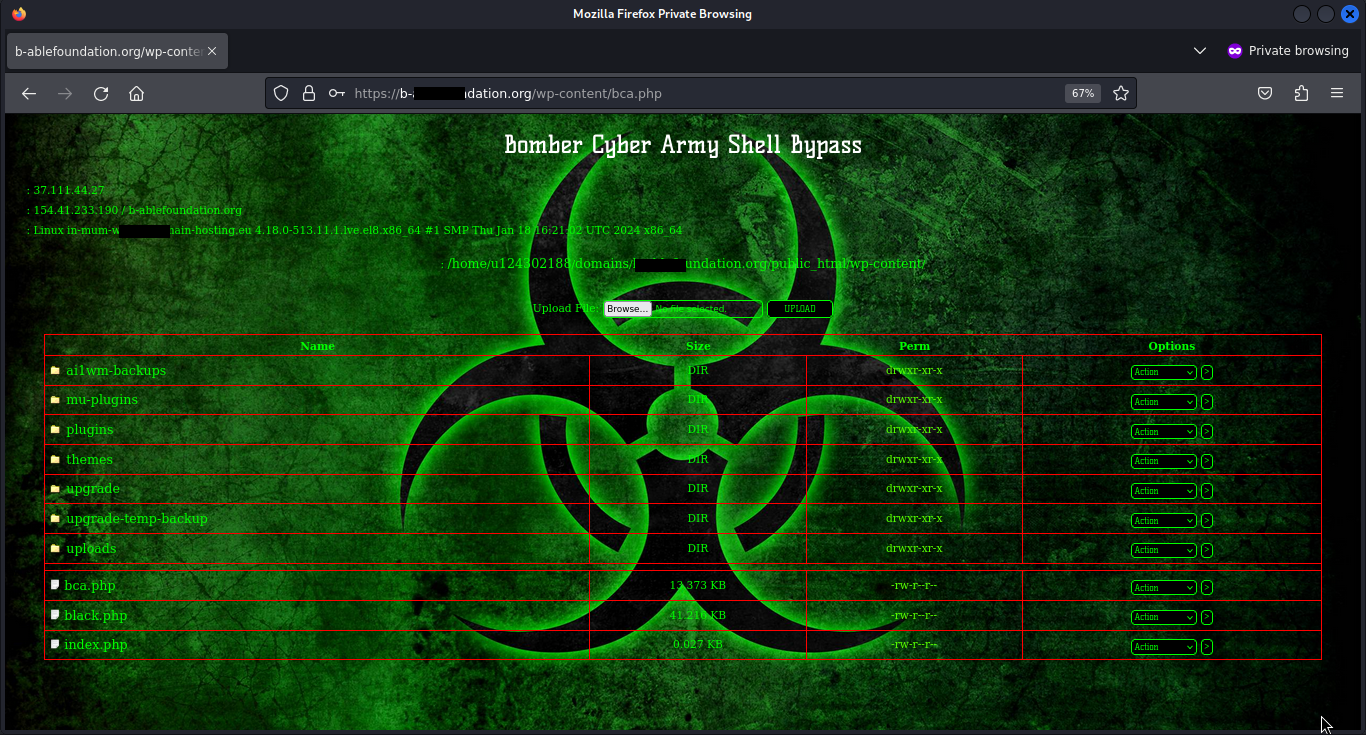 Mozilla Firefox Private Browsing
b-ablefoundation.org/wp-conte
Private browsing
https://b-a dation.org/wp-content/bca.php
67%
Bomber Cyber Army Shell Bypass
: 37.111.44.27
: 154.41.233.190 / b-ablefoundation.org
: Linux in-mum-w ain-hosting.eu 4.18.0-513.11.1.lve.el8.x86_64 #1 SMP Thu Jan 18 16:21:02 UTC 2024 x86_64
: /home/u124302188/domains/ undation.org/public_html/wp-content/
Upload File: Browse... No file selected. UPLOAD
Name Size Perm Options
ai1wm-backups DIR drwxr-xr-x Action >
mu-plugins DIR drwxr-xr-x Action >
plugins DIR drwxr-xr-x Action >
themes DIR drwxr-xr-x Action >
upgrade DIR drwxr-xr-x Action >
upgrade-temp-backup DIR drwxr-xr-x Action >
uploads DIR drwxr-xr-x Action >
bca.php 13.373 KB -rw-r--r-- Action >
black.php 41.216 KB -rw-r--r-- Action >
index.php 0.027 KB -rw-r--r-- Action >